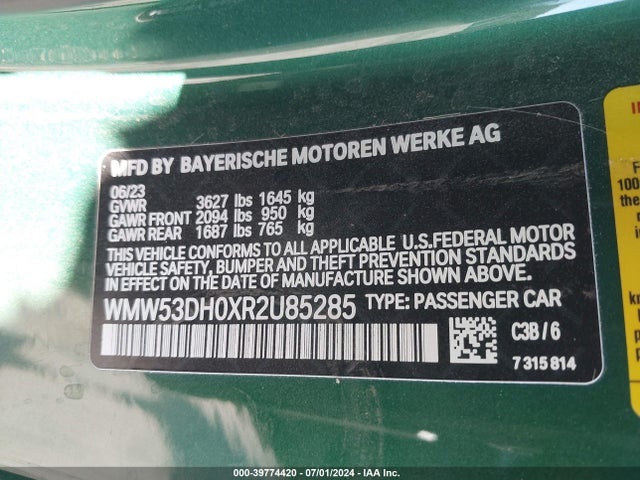 MFD BY BAYERISCHE MOTOREN WERKE AG
06/23
GVWR 3627 lbs 1645 kg
GAWR FRONT 2094 lbs 950 kg
GAWR REAR 1687 lbs 765 kg
THIS VEHICLE CONFORMS TO ALL APPLICABLE U.S.FEDERAL MOTOR
VEHICLE SAFETY, BUMPER AND THEFT PREVENTION STANDARDS
IN EFFECT ON THE DATE OF MANUFACTURE SHOWN ABOVE.
WMW53DH0XR2U85285 TYPE: PASSENGER CAR
C3B / 6
7 315 814
100
the
000-39774420 - 07/01/2024 - IAA Inc.